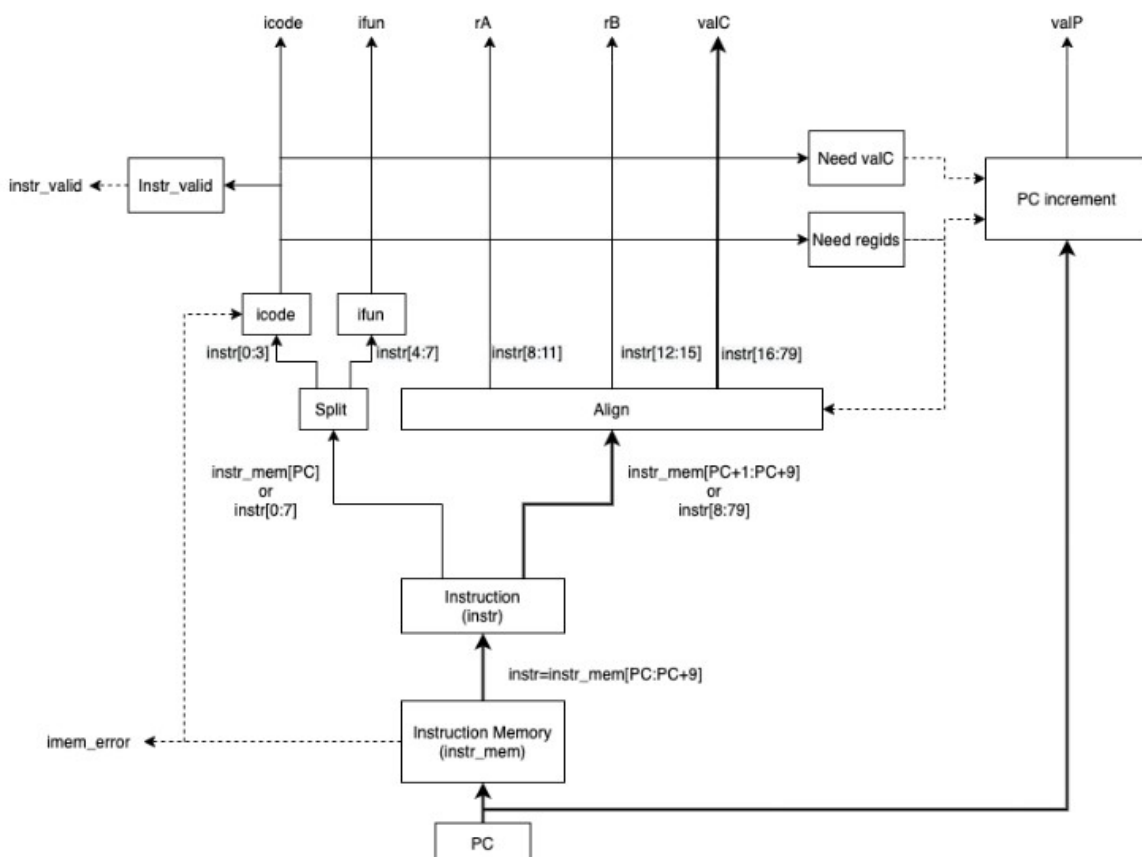 icode
ifun
rA
rB
valC
valP
Need valC
instr_valid
Instr_valid
PC increment
Need regids
icode
ifun
instr[0:3]
instr[4:7]
instr[8:11]
instr[12:15]
instr[16:79]
Split
Align
instr_mem[PC]
or
instr[0:7]
instr_mem[PC+1:PC+9]
or
instr[8:79]
Instruction
(instr)
instr=instr_mem[PC:PC+9]
Instruction Memory
(instr_mem)
imem_error
PC